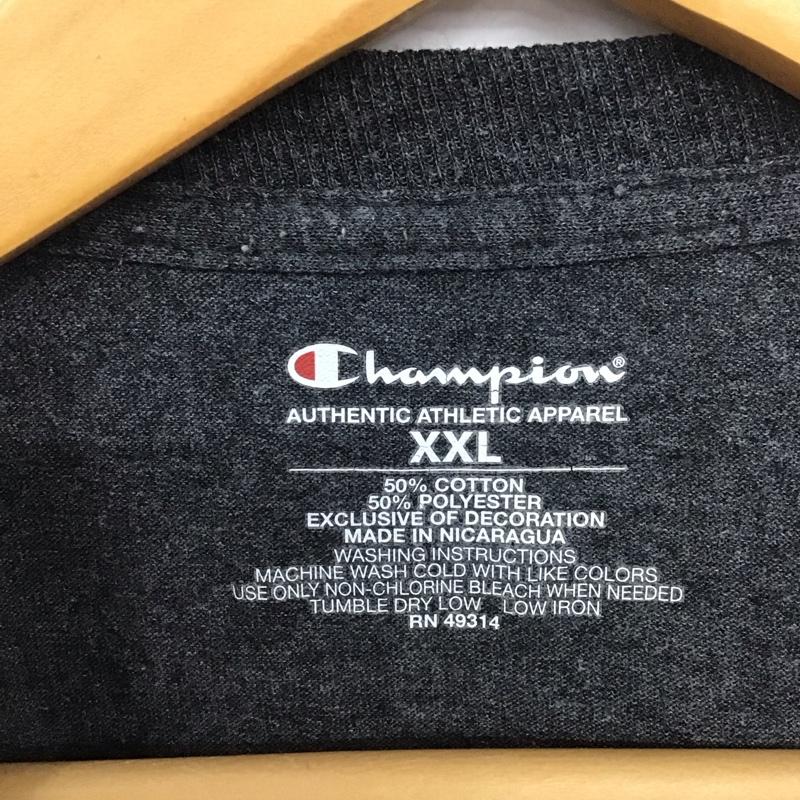 Champion®
AUTHENTIC ATHLETIC APPAREL
XXL
50% COTTON
50% POLYESTER
EXCLUSIVE OF DECORATION
MADE IN NICARAGUA
WASHING INSTRUCTIONS
MACHINE WASH COLD WITH LIKE COLORS
USE ONLY NON-CHLORINE BLEACH WHEN NEEDED
TUMBLE DRY LOW LOW IRON
RN 49314